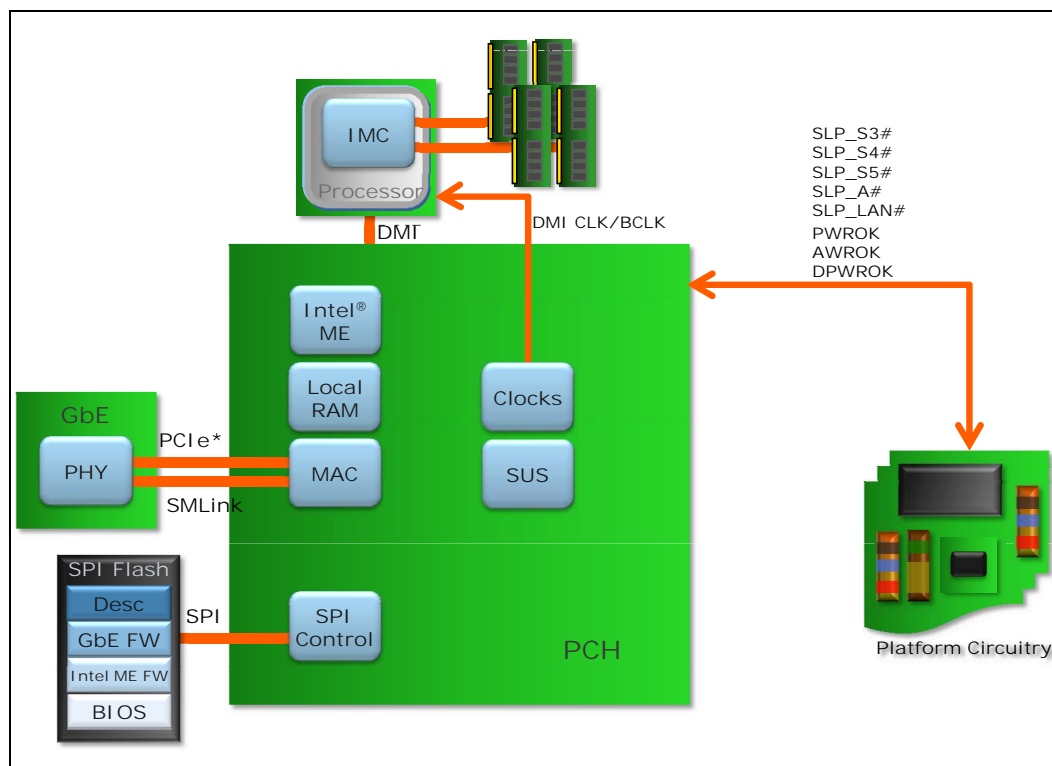 IMC
Processor
SLP_S3#
SLP_S4#
SLP_S5#
SLP_A#
SLP_LAN#
PWROK
AWROK
DPWROK
DMI
DMI CLK/BCLK
Intel®
ME
Local
RAM
Clocks
GbE
PHY
PCIe*
SMLink
MAC
SUS
SPI Flash
Desc
GbE FW
Intel ME FW
BIOS
SPI
SPI
Control
PCH
Platform Circuitry